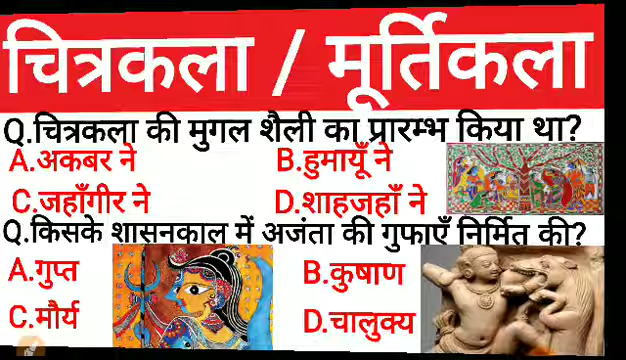 चित्रकला / मूर्तिकला
Q.चित्रकला की मुगल शैली का प्रारम्भ किया था?
A.अकबर ने B.हुमायूँ ने
C.जहाँगीर ने D.शाहजहाँ ने
Q.किसके शासनकाल में अजंता की गुफाएँ निर्मित की?
A.गुप्त B.कुषाण
C.मौर्य D.चालुक्य